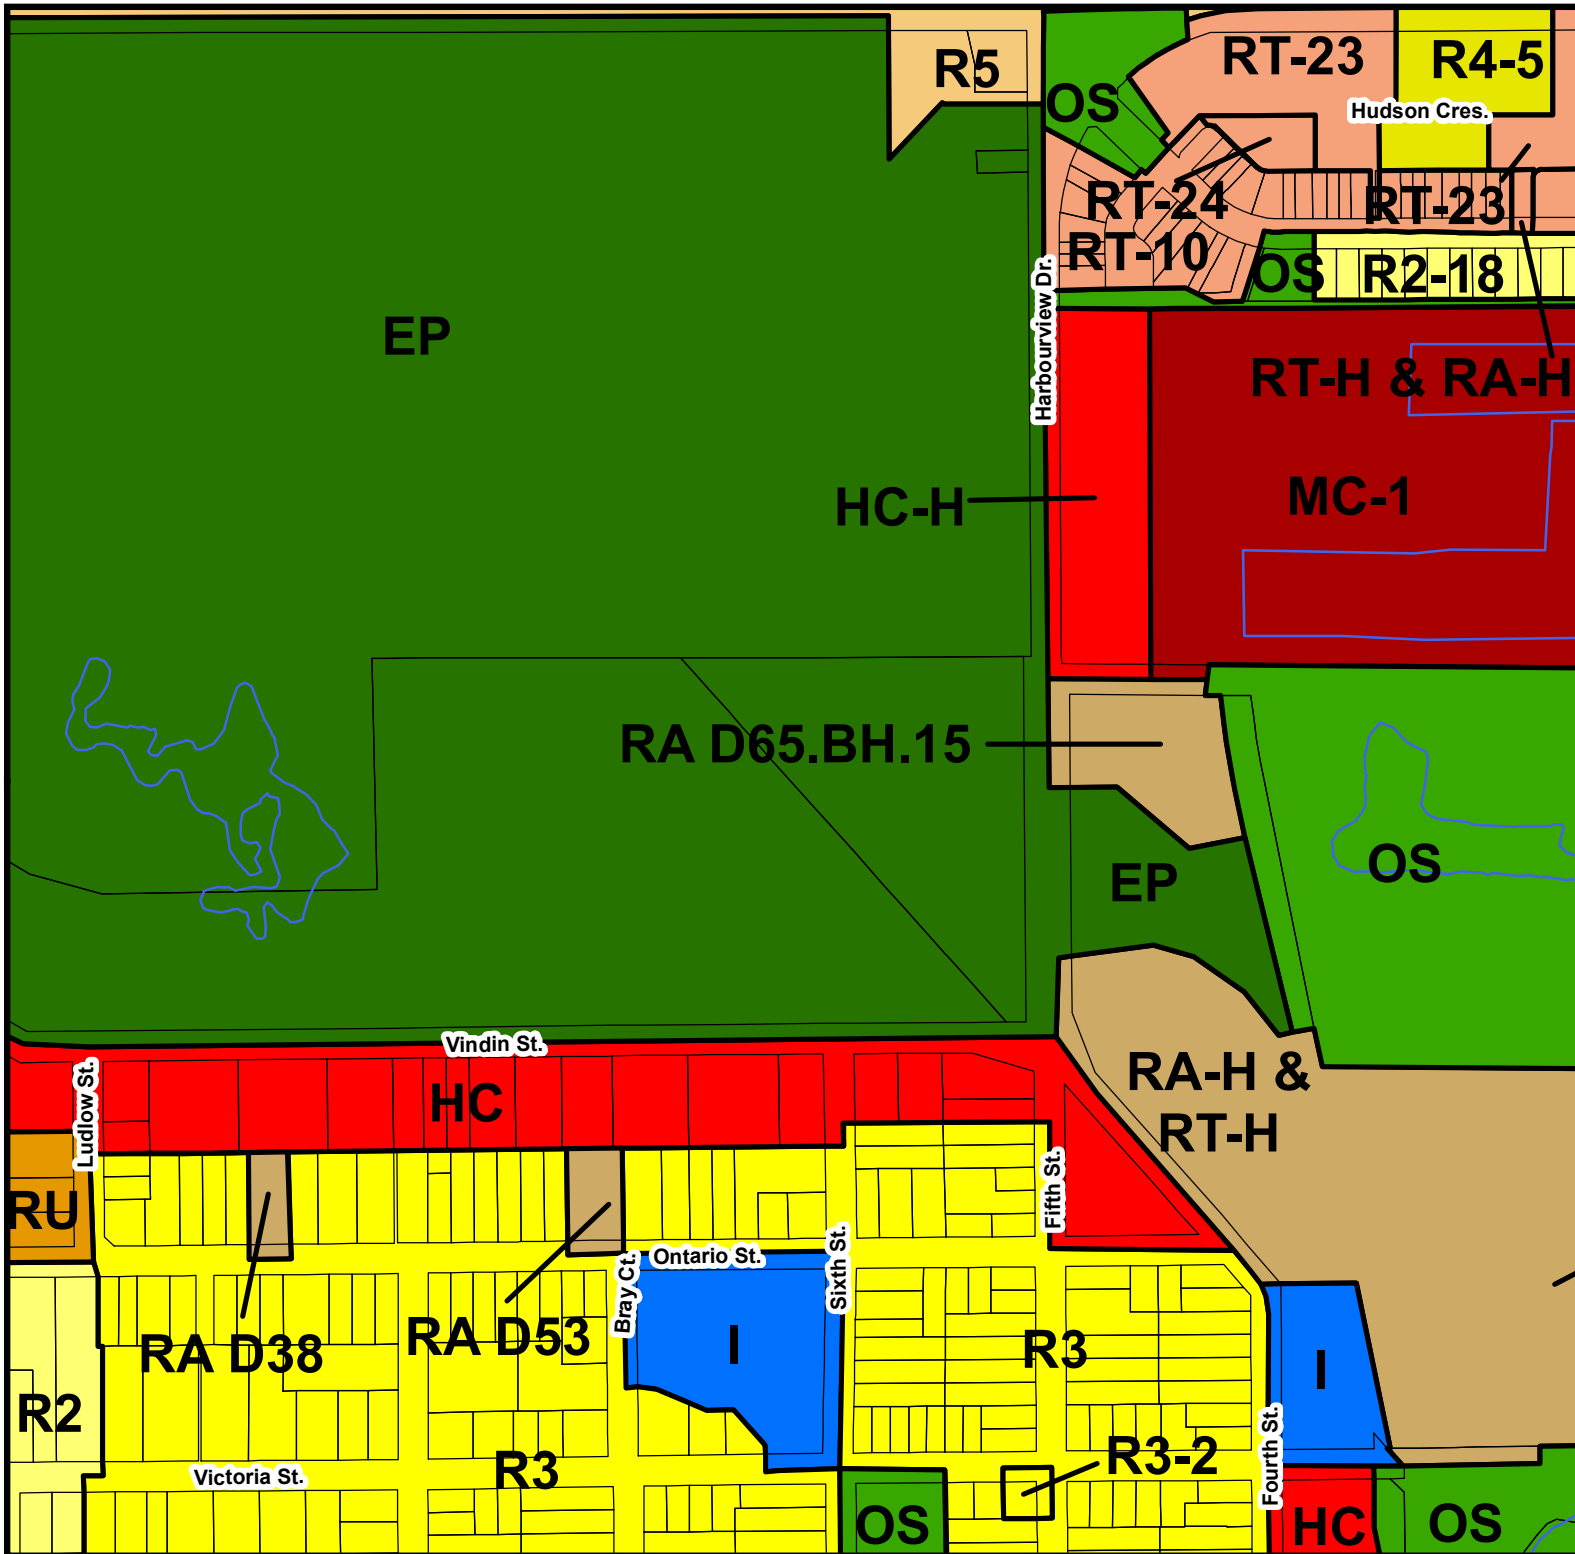 R5
RT-23
R4-5
OS
Hudson Cres.
RT-24
RT-23
RT-10
OS
R2-18
Harbourview Dr.
EP
RT-H & RA-H
HC-H
MC-1
RA D65.BH.15
OS
EP
Vindin St.
HC
Ludlow St.
RA-H &
RT-H
RU
Fifth St.
Ontario St.
Bray Ct.
Sixth St.
RA D38
RA D53
I
R3
I
R2
R3
Victoria St.
R3-2
Fourth St.
OS
HC
OS